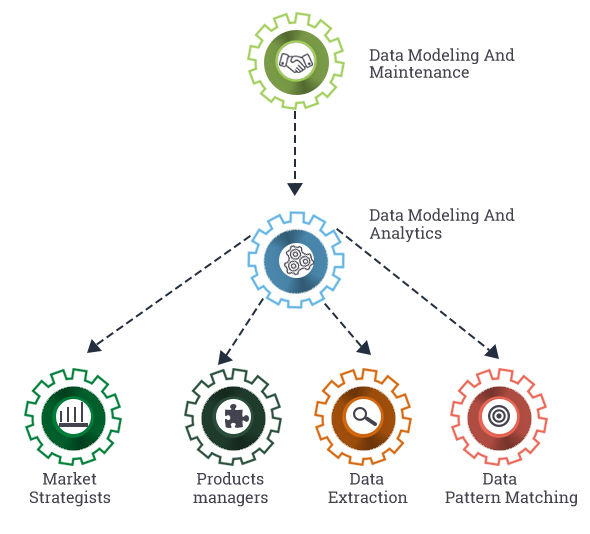 Data Modeling And
Maintenance
Data Modeling And
Analytics
Market
Strategists
Products
managers
Data
Extraction
Data
Pattern Matching